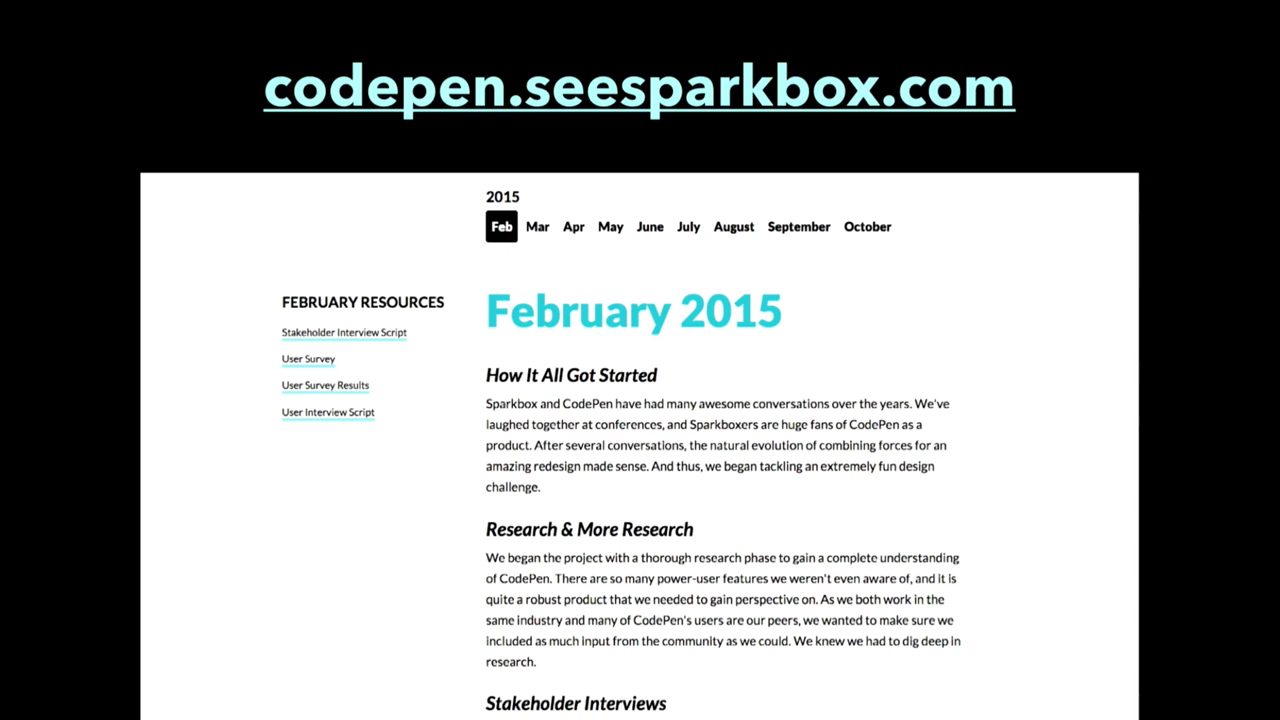 codepen.seesparkbox.com
2015
Feb Mar Apr May June July August September October
FEBRUARY RESOURCES
Stakeholder Interview Script
User Survey
User Survey Results
User Interview Script
February 2015
How It All Got Started
Sparkbox and CodePen have had many awesome conversations over the years. We've
laughed together at conferences, and Sparkboxers are huge fans of CodePen as a
product. After several conversations, the natural evolution of combining forces for an
amazing redesign made sense. And thus, we began tackling an extremely fun design
challenge.
Research & More Research
We began the project with a thorough research phase to gain a complete understanding
of CodePen. There are so many power-user features we weren't even aware of, and it is
quite a robust product that we needed to gain perspective on. As we both work in the
same industry and many of CodePen's users are our peers, we wanted to make sure we
included as much input from the community as we could. We knew we had to dig deep in
research.
Stakeholder Interviews